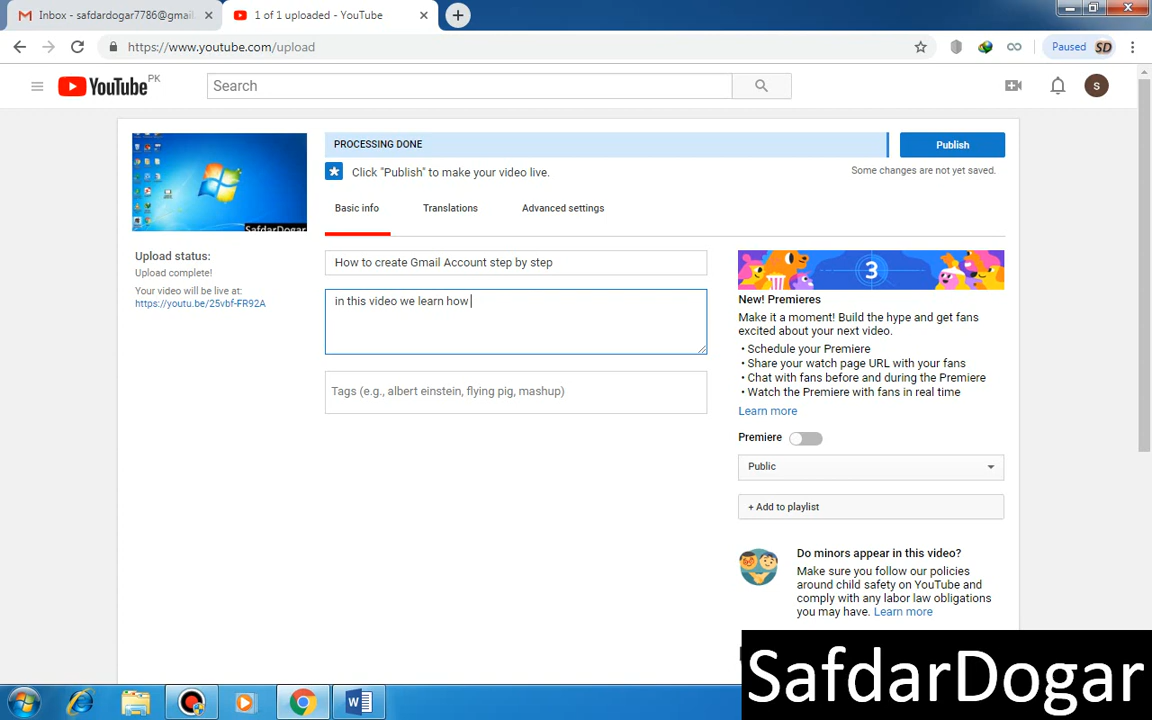 Inbox - safdardogar7786@gmai
1 of 1 uploaded - YouTube
https://www.youtube.com/upload
Paused SD
YouTube PK
Search
s
PROCESSING DONE
Publish
Click "Publish" to make your video live.
Some changes are not yet saved.
Basic info
Translations
Advanced settings
SafdarDogar
Upload status:
Upload complete!
Your video will be live at:
https://youtu.be/25vbf-FR92A
How to create Gmail Account step by step
in this video we learn how
Tags (e.g., albert einstein, flying pig, mashup)
3
New! Premieres
Make it a moment! Build the hype and get fans
excited about your next video.
• Schedule your Premiere
• Share your watch page URL with your fans
• Chat with fans before and during the Premiere
• Watch the Premiere with fans in real time
Learn more
Premiere
Public
+ Add to playlist
Do minors appear in this video?
Make sure you follow our policies
around child safety on YouTube and
comply with any labor law obligations
you may have. Learn more
SafdarDogar